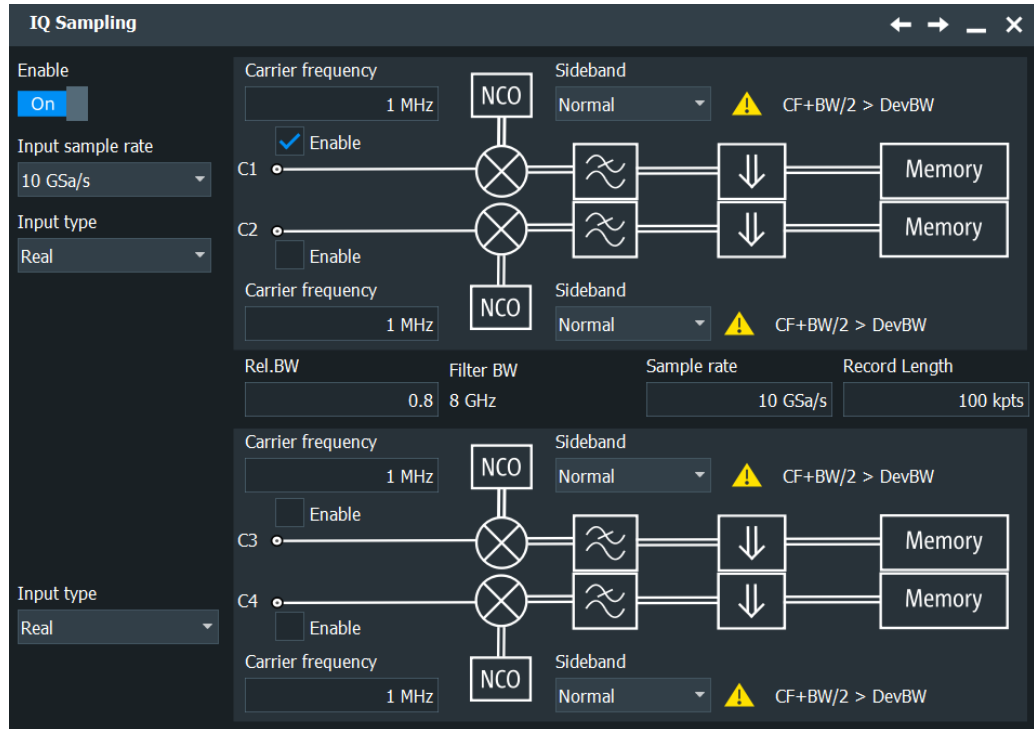 IQ Sampling
Enable
On
Input sample rate
10 GSa/s
Input type
Real
Carrier frequency
1 MHz
NCO
Sideband
Normal
CF+BW/2 > DevBW
Enable
C1
Memory
C2
Memory
Enable
Carrier frequency
1 MHz
NCO
Sideband
Normal
CF+BW/2 > DevBW
Rel.BW
0.8
Filter BW
8 GHz
Sample rate
10 GSa/s
Record Length
100 kpts
Carrier frequency
1 MHz
NCO
Sideband
Normal
CF+BW/2 > DevBW
Enable
C3
Memory
Input type
Real
C4
Memory
Enable
Carrier frequency
1 MHz
NCO
Sideband
Normal
CF+BW/2 > DevBW